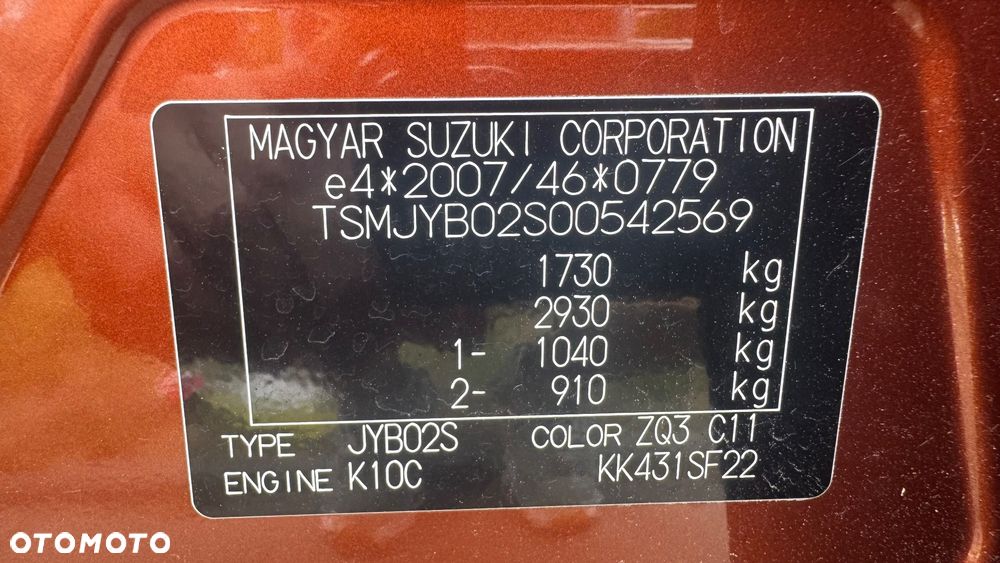 MAGYAR SUZUKI CORPORATION
e4*2007/46*0779
TSMJYB02S00542569
1730 kg
2930 kg
1- 1040 kg
2- 910 kg
TYPE JYB02S COLOR ZQ3 C11
ENGINE K10C KK431SF22
OTOMOTO